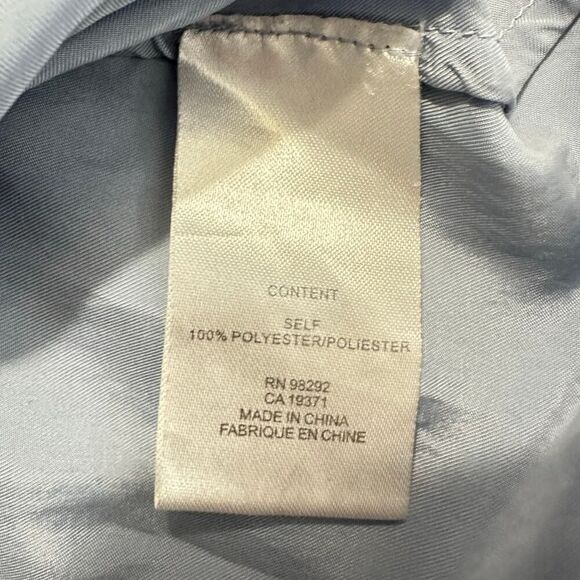 CONTENT
SELF
100% POLYESTER/POLIESTER
RN 98292
CA 19371
MADE IN CHINA
FABRIQUE EN CHINE